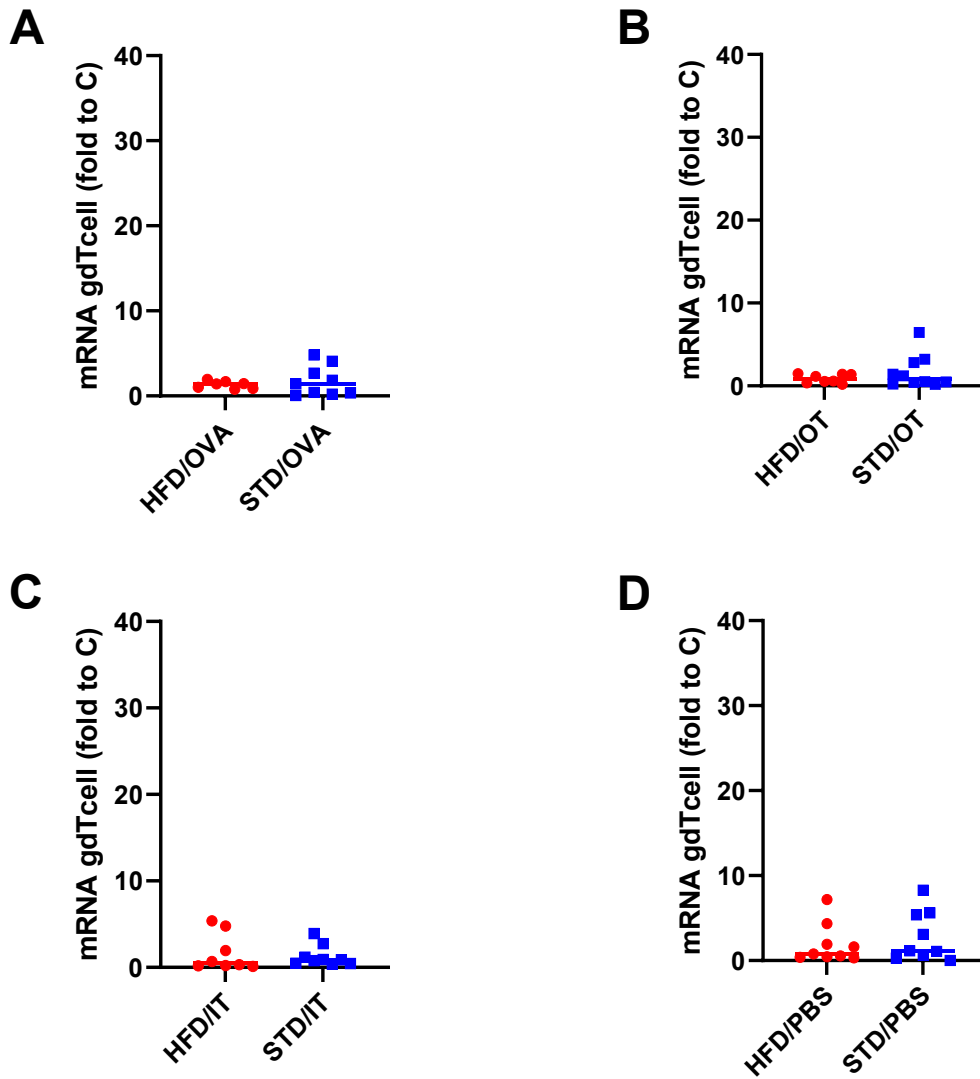 A
mRNA gdTcell (fold to C)
40
30
20
10
0
HFD/OVA
STD/OVA
B
mRNA gdTcell (fold to C)
40
30
20
10
0
HFD/OT
STD/OT
C
mRNA gdTcell (fold to C)
40
30
20
10
0
HFD/IT
STD/IT
D
mRNA gdTcell (fold to C)
40
30
20
10
0
HFD/PBS
STD/PBS